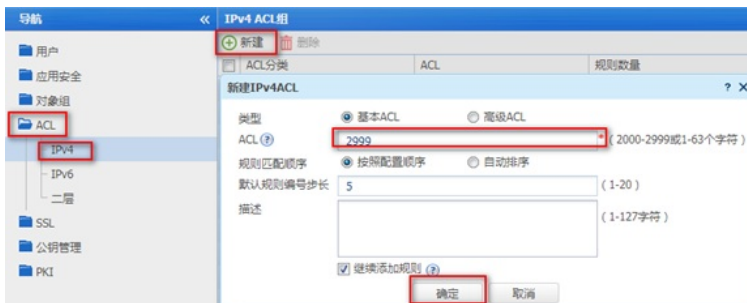 导航
«
IPv4 ACL组
新建
删除
用户
应用安全
对象组
ACL
IPv4
IPv6
二层
SSL
公钥管理
PKI
ACL分类
ACL
规则数量
新建IPv4ACL
? X
类型
基本ACL
高级ACL
ACL ?
2999
* (2000-2999或1-63个字符)
规则匹配顺序
按照配置顺序
自动排序
默认规则编号步长
5
(1-20)
描述
(1-127字符)
继续添加规则 ?
确定
取消